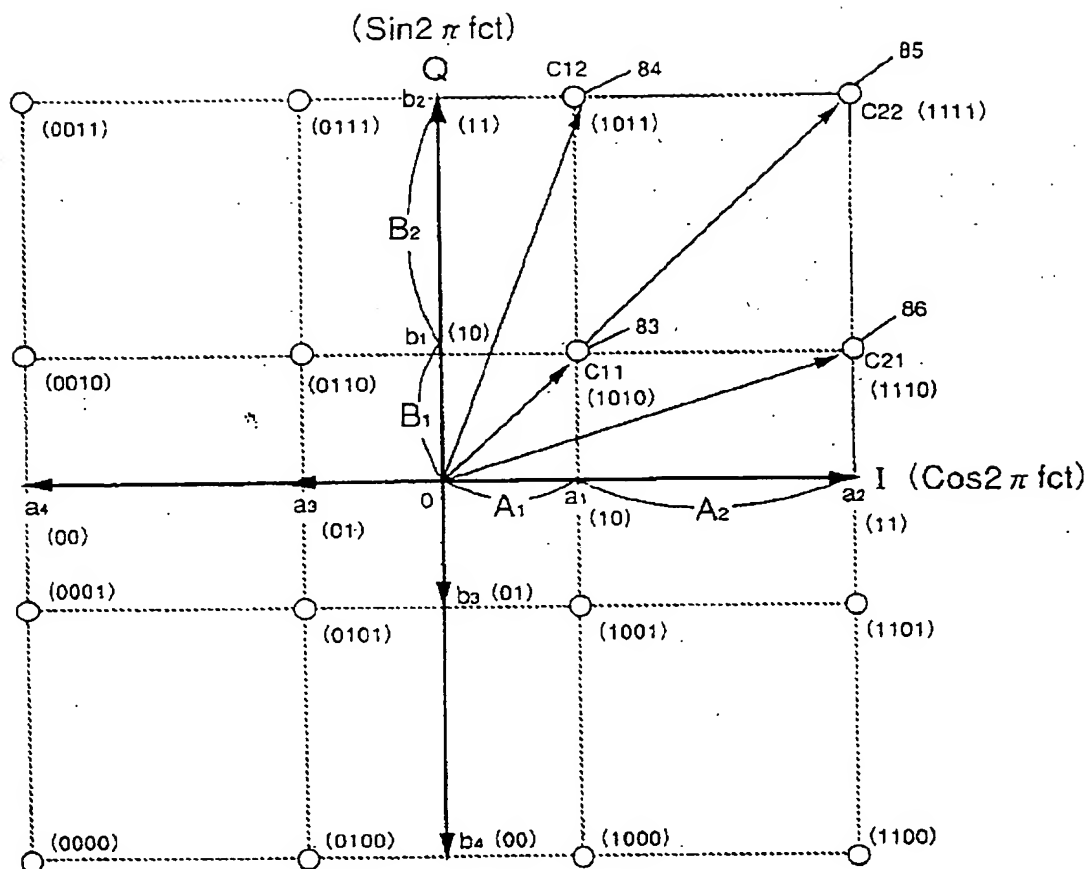 (Sin2 π fct)
Q
C12
84
85
b2
(0011)
(0111)
(11)
(1011)
C22 (1111)
B2
b1
(10)
83
86
(0010)
(0110)
C11
(1010)
C21
(1110)
B1
0
A1
a1
A2
a2
I (Cos2 π fct)
a4
a3
(00)
(01)
(10)
(11)
(0001)
b3 (01)
(0101)
(1001)
(1101)
(0000)
(0100)
b4 (00)
(1000)
(1100)